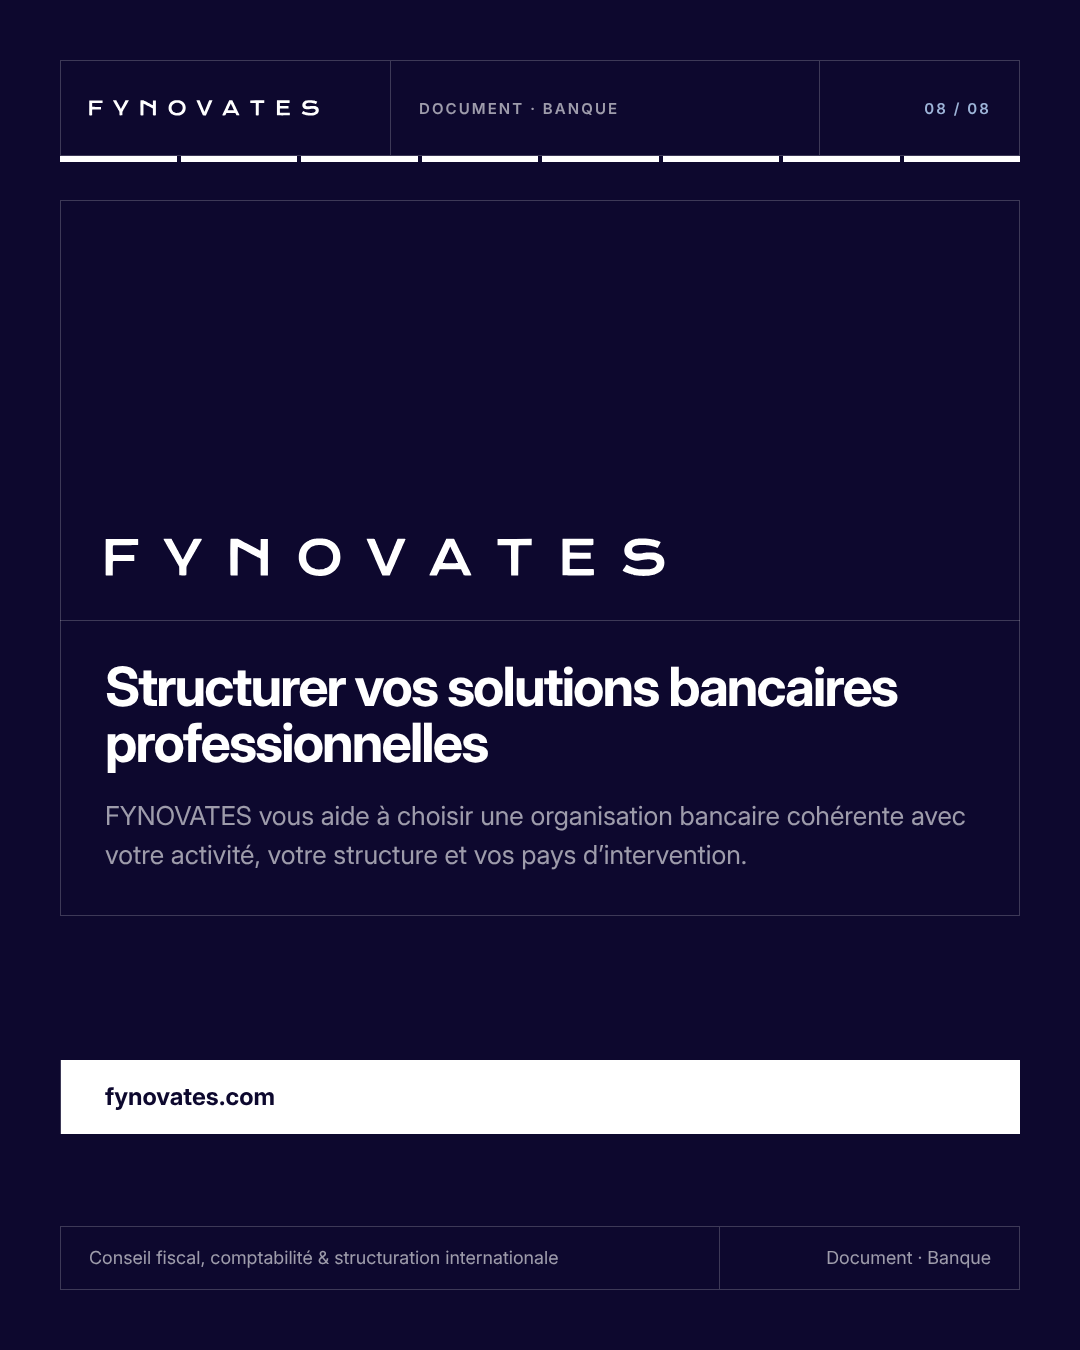 FYNOVATES
DOCUMENT · BANQUE
08 / 08
FYNOVATES
Structurer vos solutions bancaires
professionnelles
FYNOVATES vous aide à choisir une organisation bancaire cohérente avec
votre activité, votre structure et vos pays d’intervention.
fynovates.com
Conseil fiscal, comptabilité & structuration internationale
Document · Banque